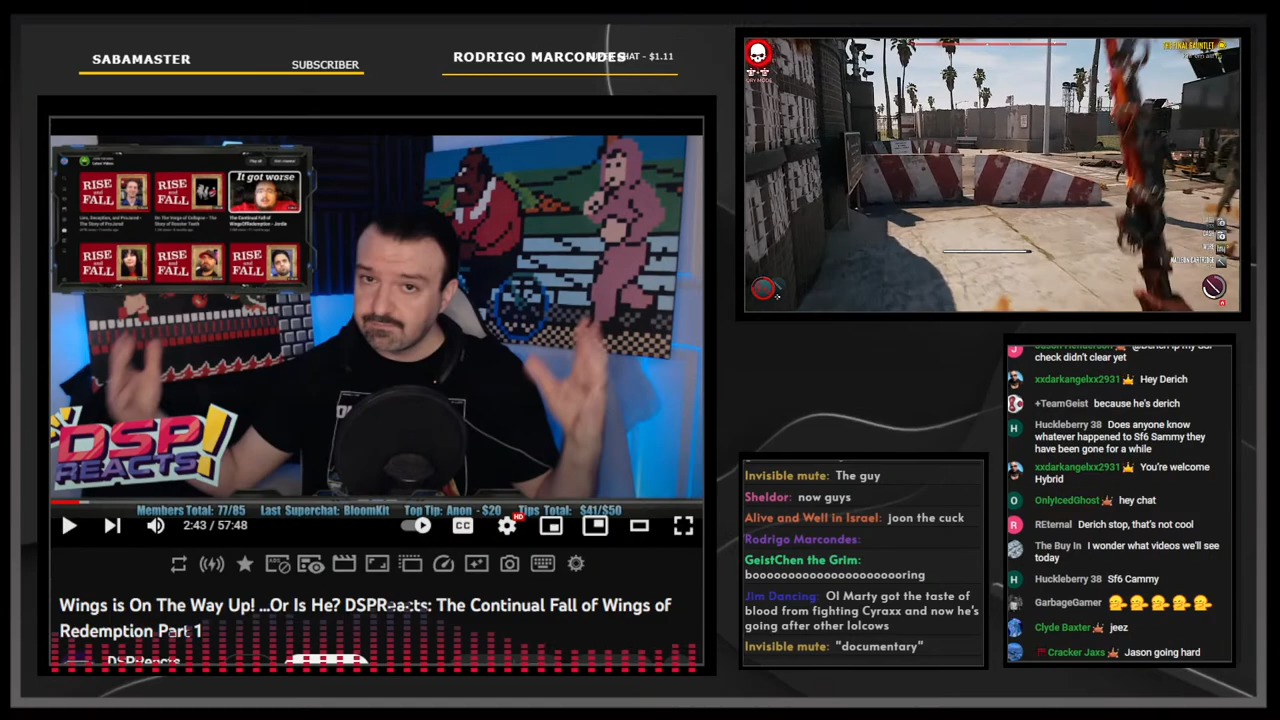 SABAMASTER
SUBSCRIBER
RODRIGO MARCONDES
- $1.11
It got worse
RISE and FALL
RISE and FALL
RISE and FALL
RISE and FALL
RISE and FALL
DSP
REACTS!
Members Total: 77/85 Last Superchat: BloomKit Top Tip: Anon - $20 Tips Total: $41/$50
2:43 / 57:48
CC
HD
Wings is On The Way Up! ...Or Is He? DSPReacts: The Continual Fall of Wings of
Redemption Part 1
DSPReacts
Invisible mute: The guy
Sheldor: now guys
Alive and Well in Israel: joon the cuck
Rodrigo Marcondes:
GeistChen the Grim:
booooooooooooooooooooring
Jim Dancing: Ol Marty got the taste of
blood from fighting Cyraxx and now he's
going after other lolcows
Invisible mute: "documentary"
check didn't clear yet
xxdarkangelxx2931 Hey Derich
+TeamGeist because he's derich
Huckleberry 38 Does anyone know
whatever happened to Sf6 Sammy they
have been gone for a while
xxdarkangelxx2931 You're welcome
Hybrid
OnlyIcedGhost hey chat
REternal Derich stop, that's not cool
The Buy In I wonder what videos we'll see
today
Huckleberry 38 Sf6 Cammy
GarbageGamer
Clyde Baxter jeez
Cracker Jaxs Jason going hard